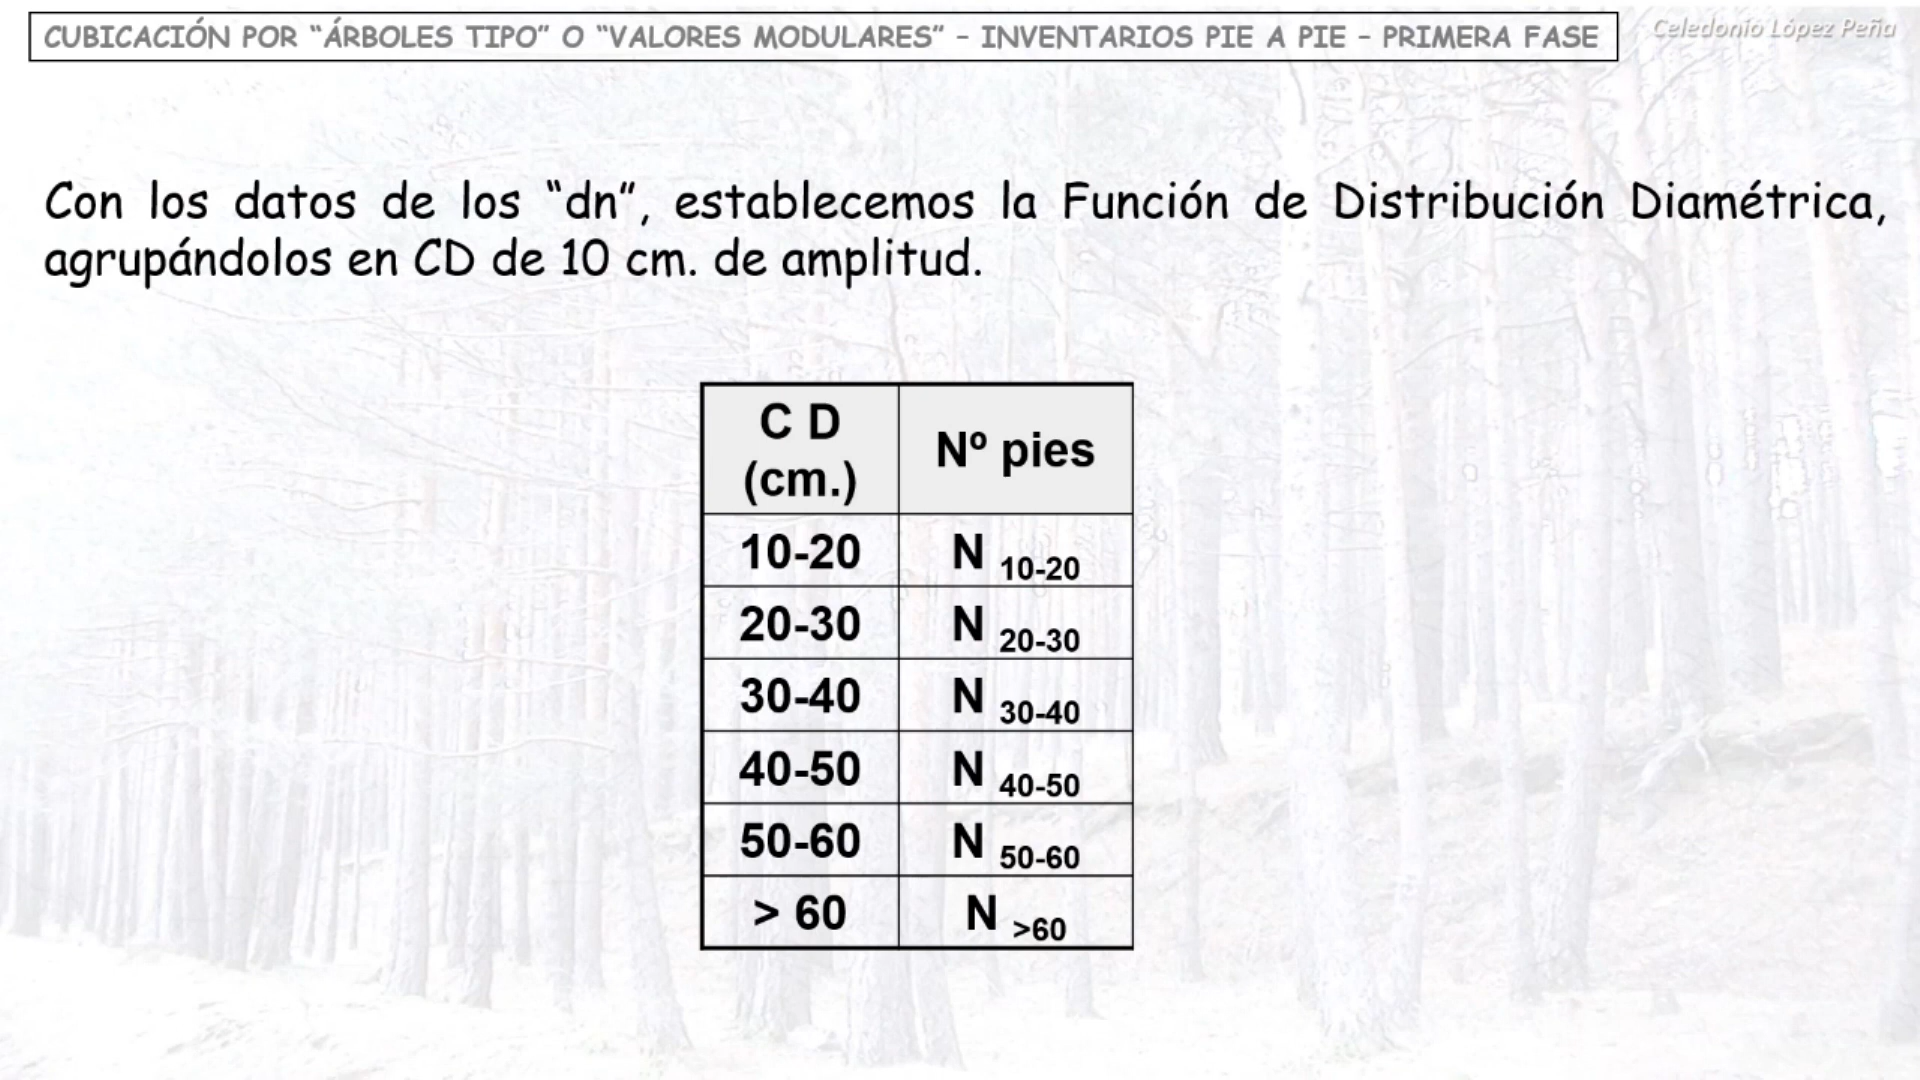 CUBICACIÓN POR “ÁRBOLES TIPO” O “VALORES MODULARES” – INVENTARIOS PIE A PIE – PRIMERA FASE
Celedonio López Peña
Con los datos de los “dn”, establecemos la Función de Distribución Diamétrica,
agrupándolos en CD de 10 cm. de amplitud.
C D
(cm.)
Nº pies
10-20 N 10-20
20-30 N 20-30
30-40 N 30-40
40-50 N 40-50
50-60 N 50-60
> 60 N >60